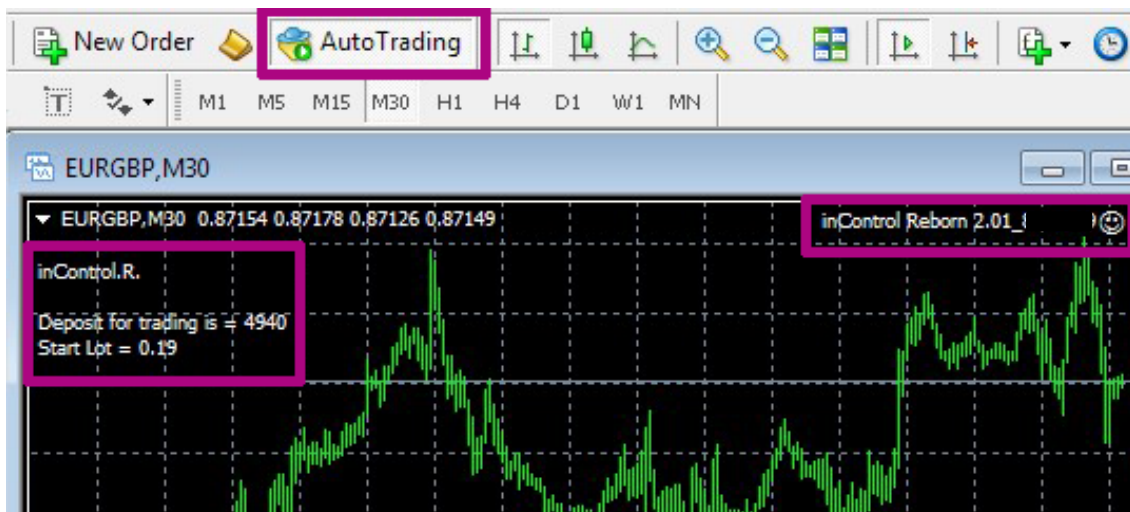 New Order AutoTrading
M1 M5 M15 M30 H1 H4 D1 W1 MN
EURGBP,M30
EURGBP,M30 0.87154 0.87178 0.87126 0.87149
inControl Reborn 2.01_
inControl.R.
Deposit for trading is = 4940
Start Lot = 0.19